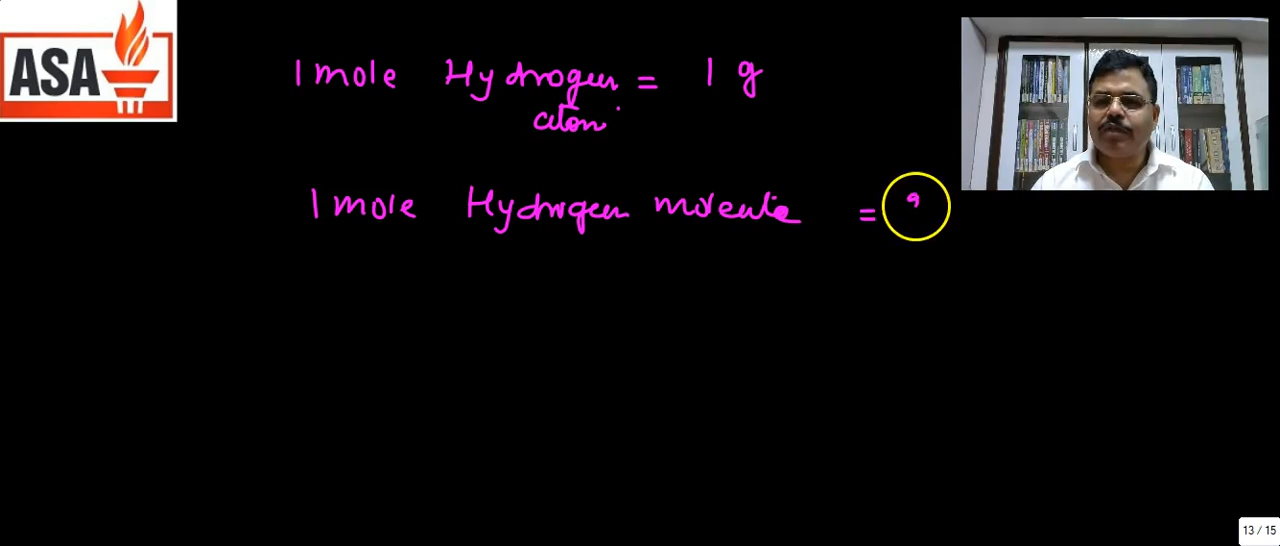 ASA
1 mole Hydrogen = 1 g
atom
1 mole Hydrogen molecule =
13 / 15